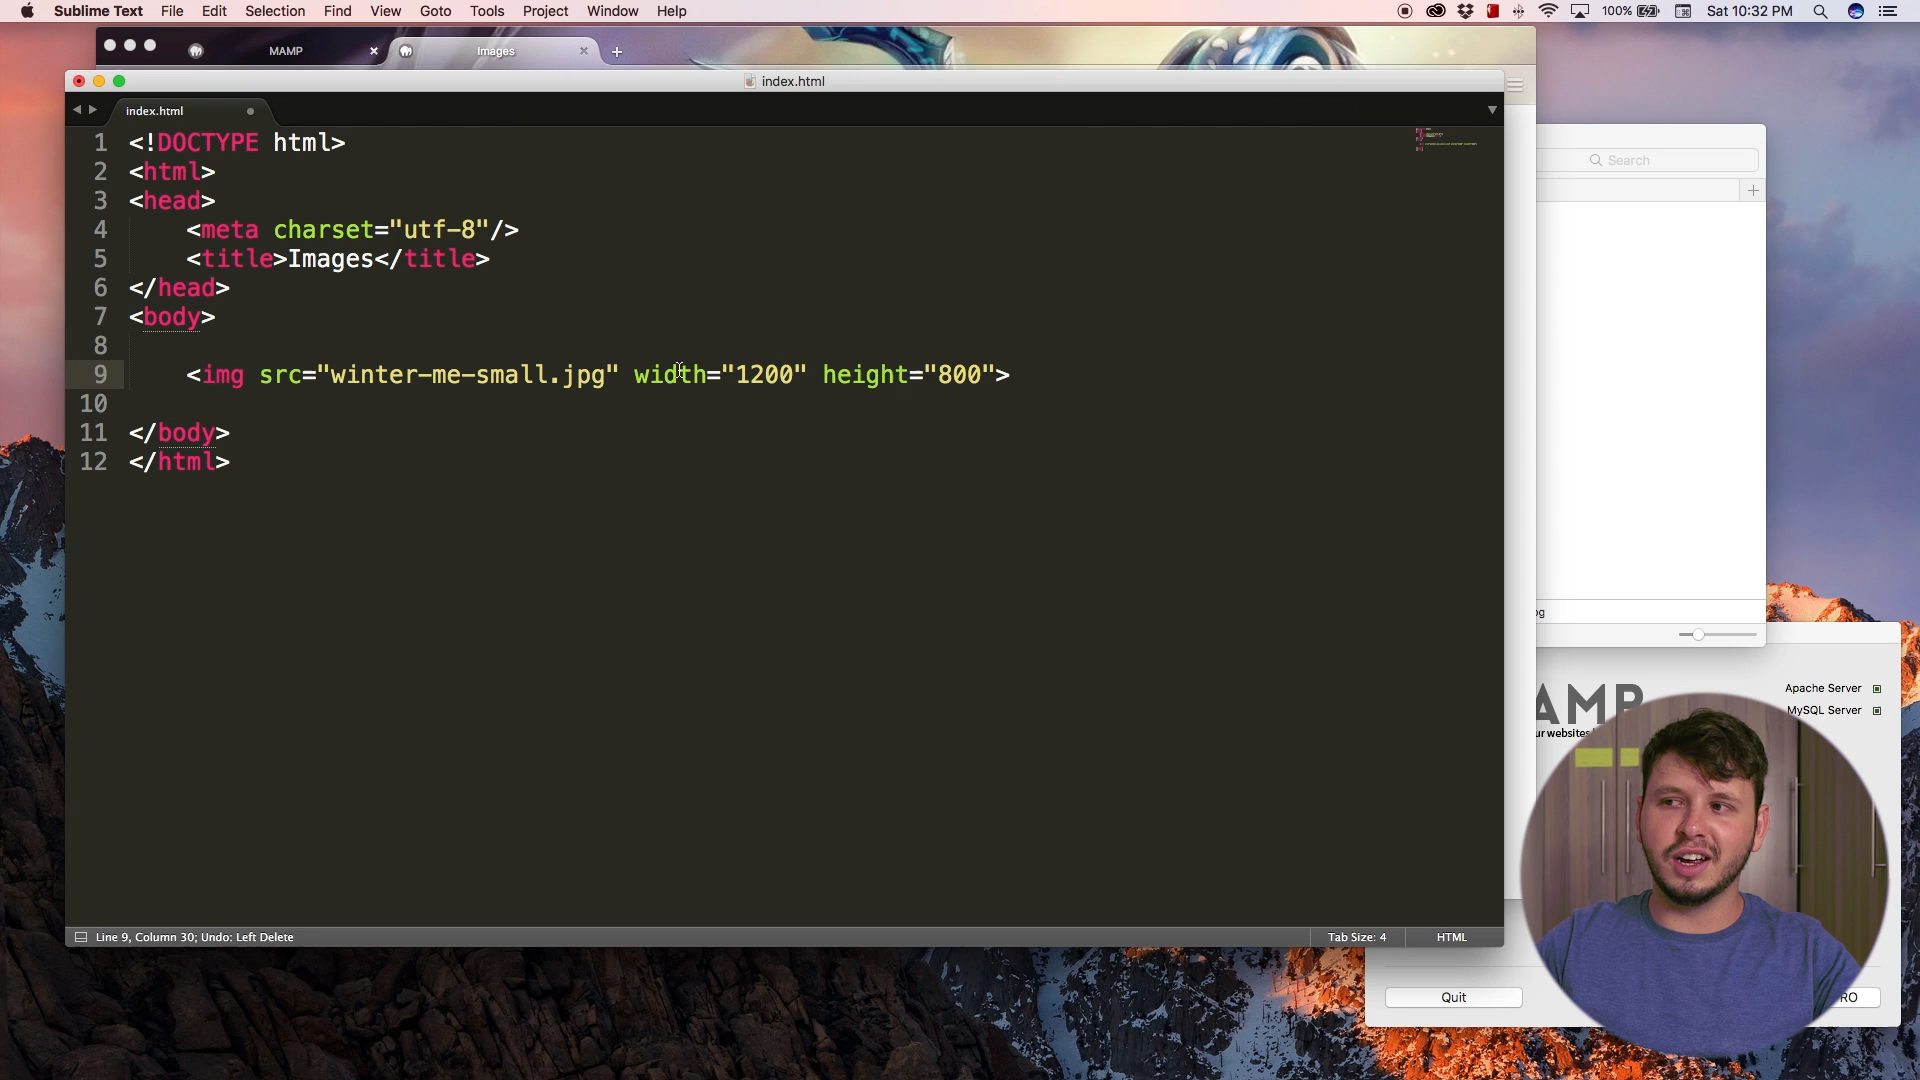 Sublime Text File Edit Selection Find View Goto Tools Project Window Help 100% Sat 10:32 PM
MAMP Images
index.html
index.html
1 <!DOCTYPE html>
2 <html>
3 <head>
4 <meta charset="utf-8"/>
5 <title>Images</title>
6 </head>
7 <body>
8
9 <img src="winter-me-small.jpg" width="1200" height="800">
10
11 </body>
12 </html>
Line 9, Column 30; Undo: Left Delete Tab Size: 4 HTML
Search
Apache Server
MySQL Server
AMP
ur websites
Quit
RO